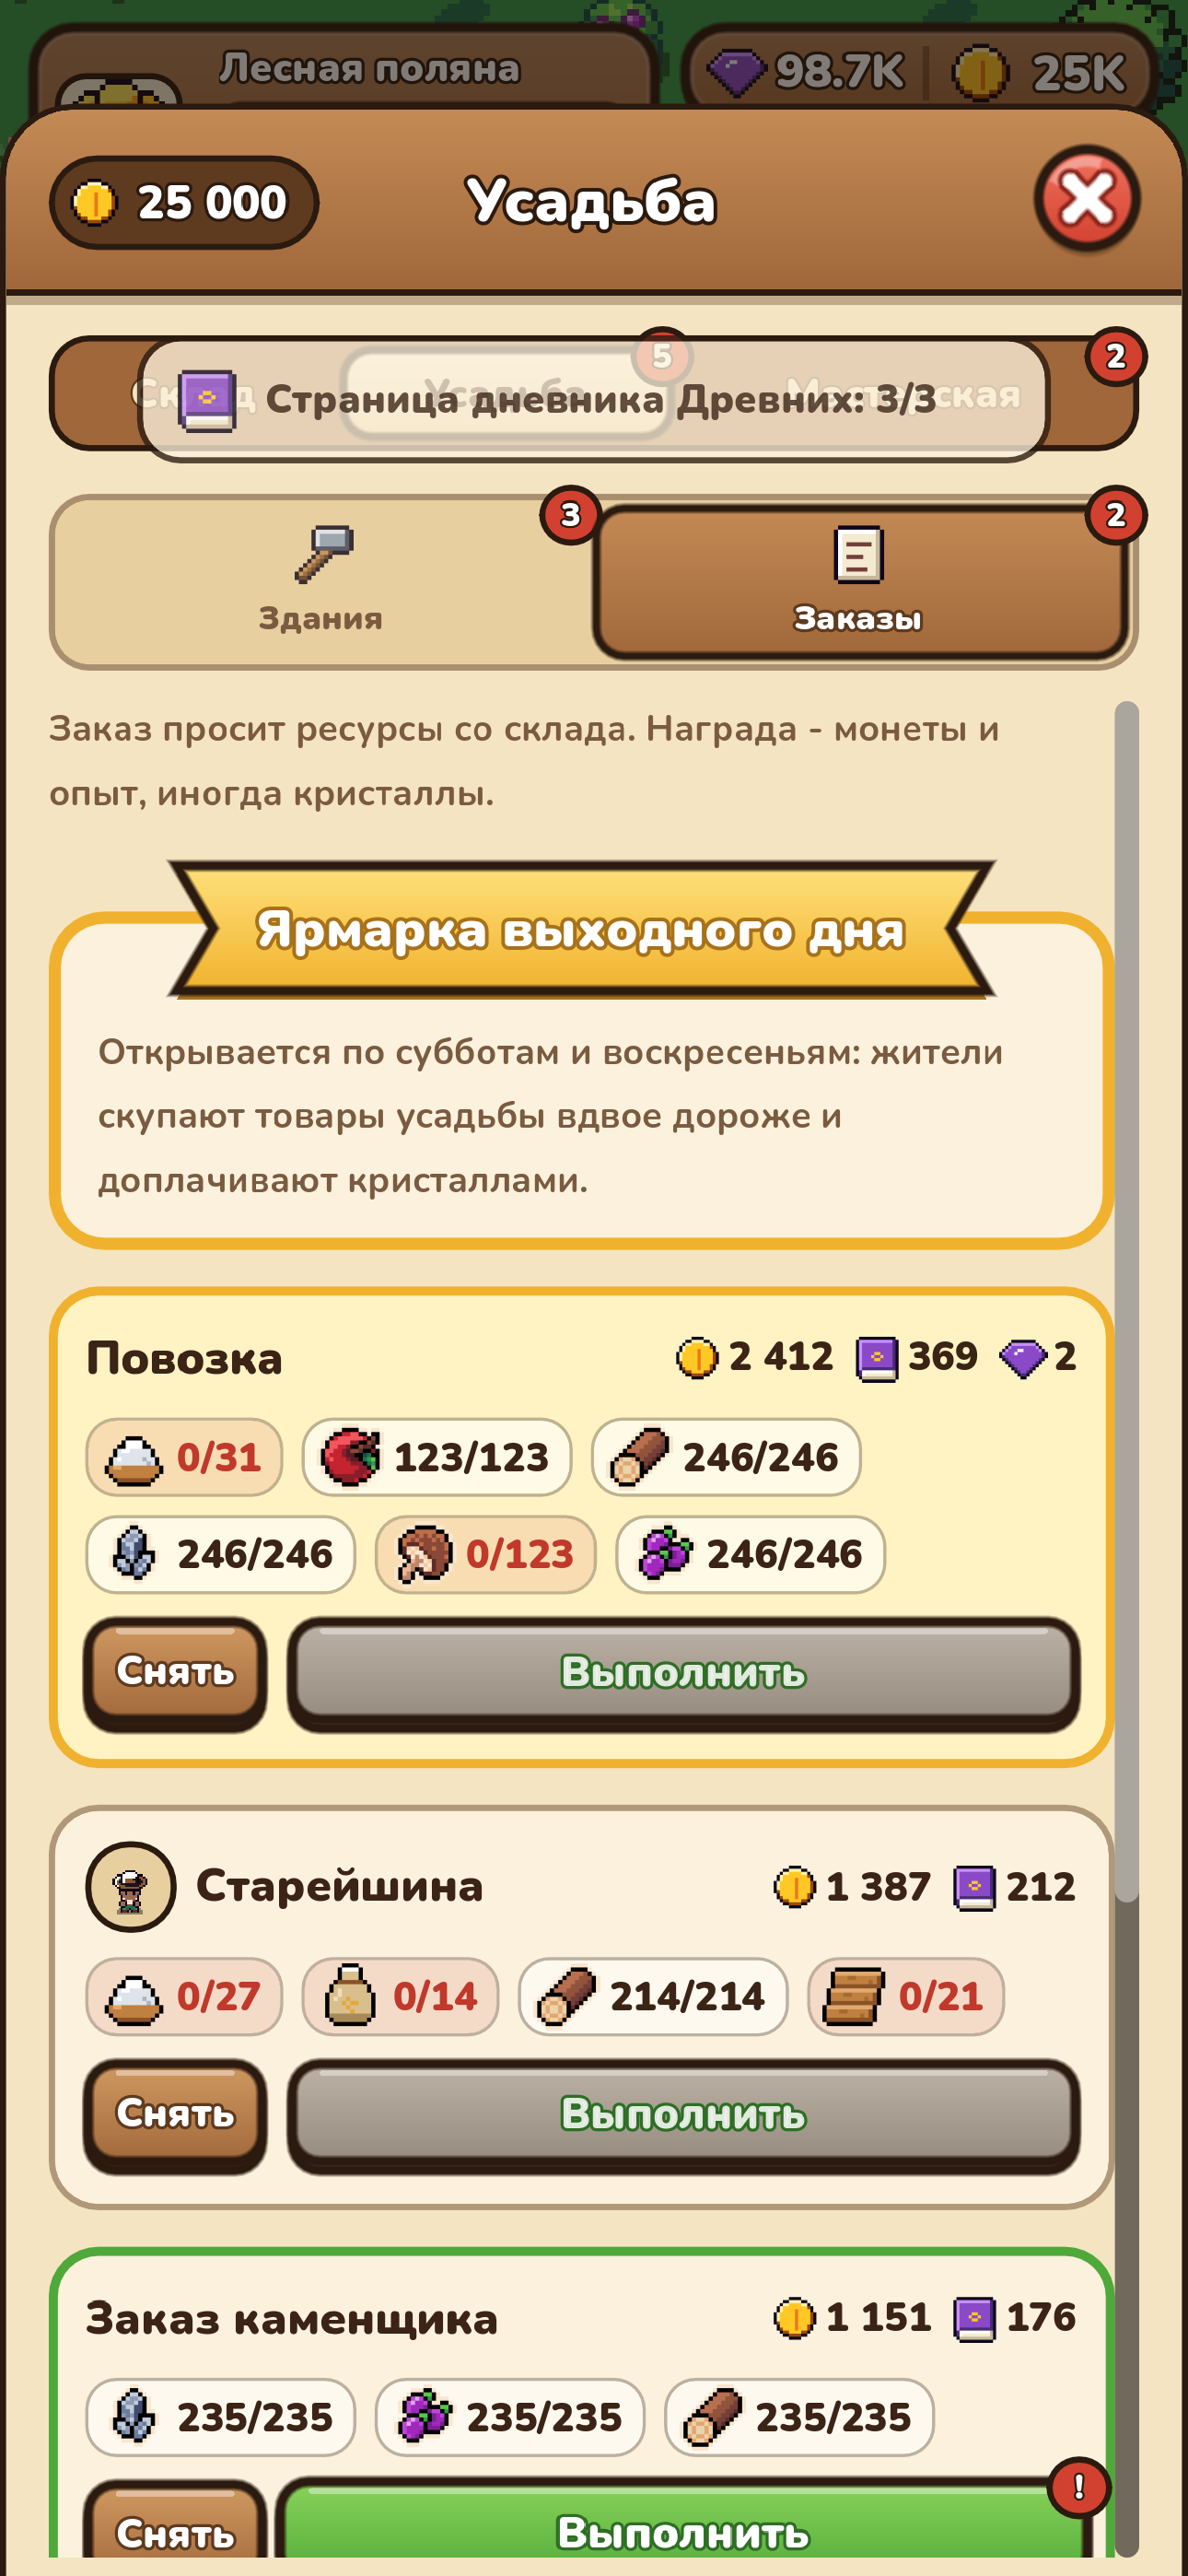 Лесная поляна
98.7K
25K
25 000
Усадьба
Склад
Усадьба
5
Мастерская
2
Страница дневника Древних: 3/3
3
2
Здания
Заказы
Заказ просит ресурсы со склада. Награда - монеты и
опыт, иногда кристаллы.
Ярмарка выходного дня
Открывается по субботам и воскресеньям: жители
скупают товары усадьбы вдвое дороже и
доплачивают кристаллами.
Повозка
2 412
369
2
0/31
123/123
246/246
246/246
0/123
246/246
Снять
Выполнить
Старейшина
1 387
212
0/27
0/14
214/214
0/21
Снять
Выполнить
Заказ каменщика
1 151
176
235/235
235/235
235/235
!
Снять
Выполнить